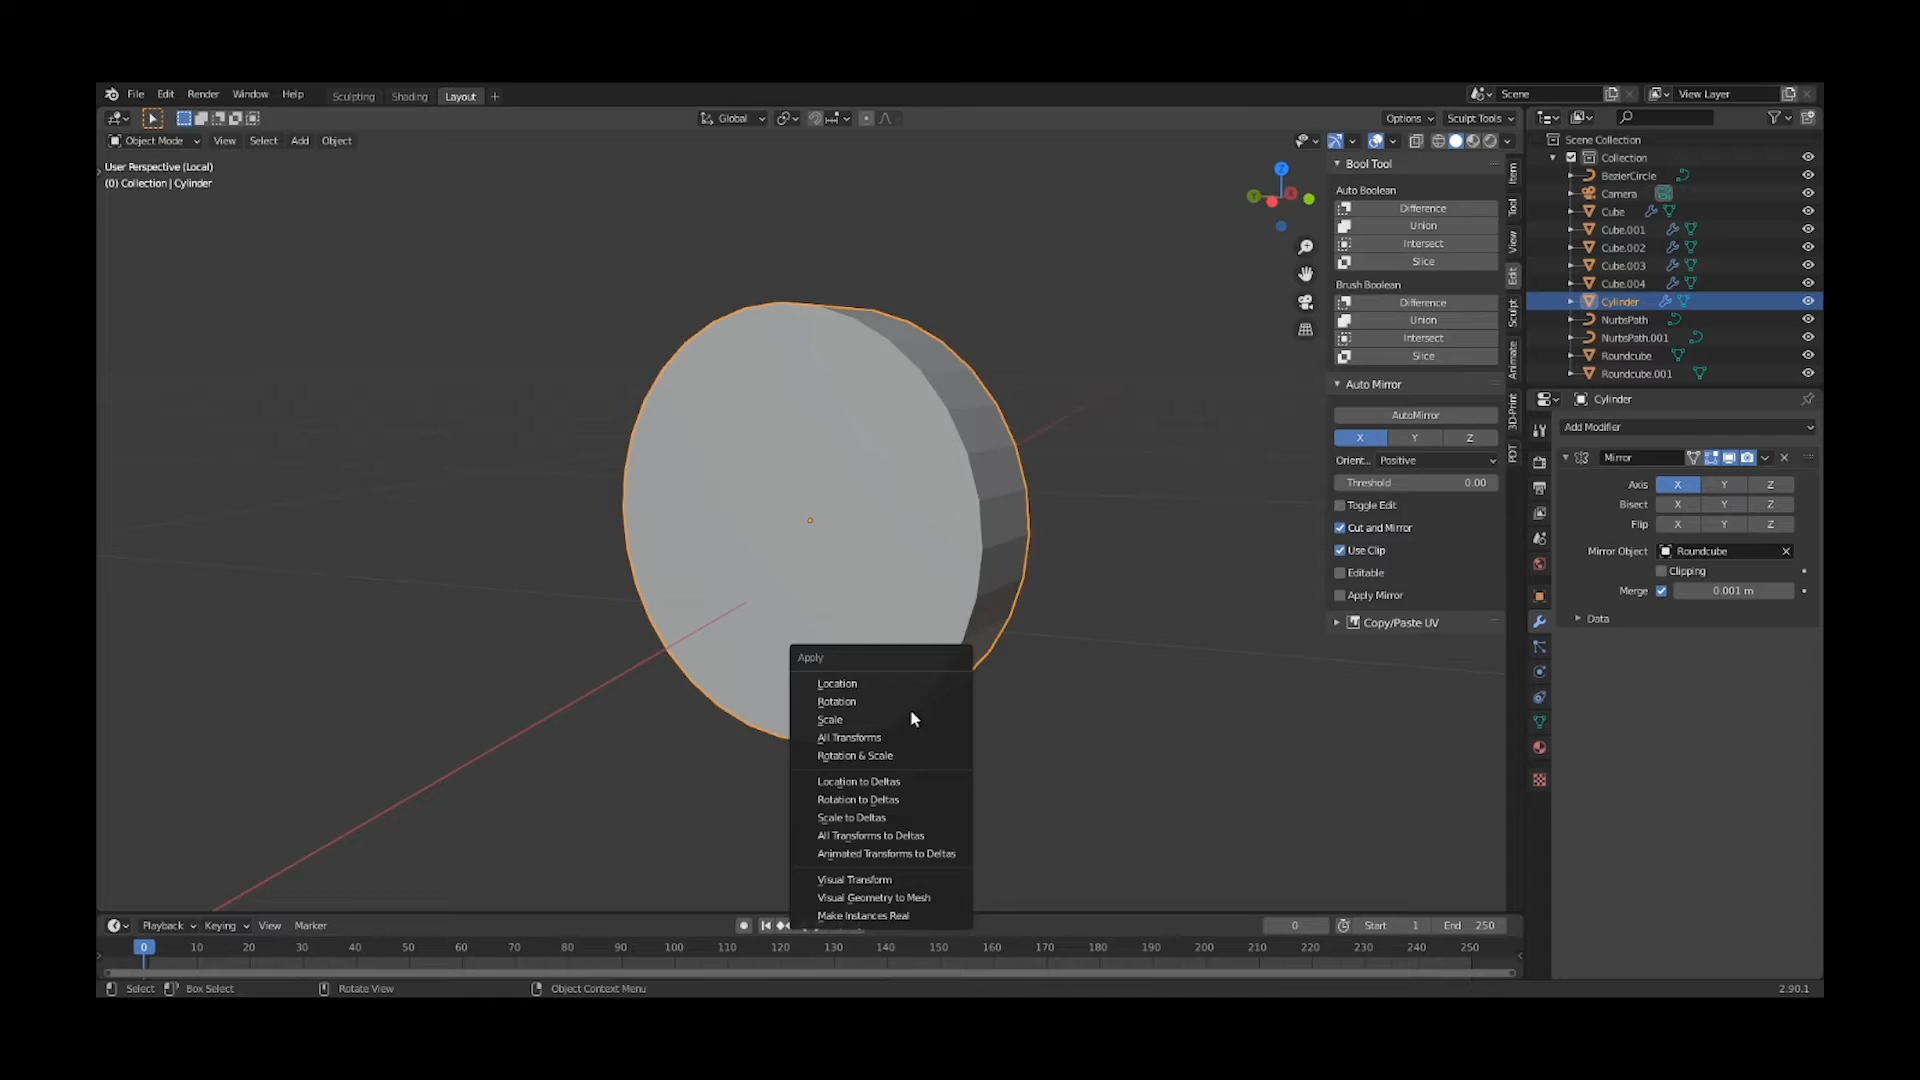 File Edit Render Window Help Sculpting Shading Layout +
Scene View Layer
Global Options Sculpt Tools
Object Mode View Select Add Object
User Perspective (Local)
(0) Collection | Cylinder
Z
Y X
Bool Tool
Auto Boolean
Difference
Union
Intersect
Slice
Brush Boolean
Difference
Union
Intersect
Slice
Auto Mirror
AutoMirror
X Y Z
Orient... Positive
Threshold 0.00
Toggle Edit
Cut and Mirror
Use Clip
Editable
Apply Mirror
Copy/Paste UV
Item
Tool
View
Edit
Sculpt
Animate
3D-Print
PDT
Scene Collection
Collection
BezierCircle
Camera
Cube
Cube.001
Cube.002
Cube.003
Cube.004
Cylinder
NurbsPath
NurbsPath.001
Roundcube
Roundcube.001
Cylinder
Add Modifier
Mirror
Axis X Y Z
Bisect X Y Z
Flip X Y Z
Mirror Object Roundcube
Clipping
Merge 0.001 m
Data
Apply
Location
Rotation
Scale
All Transforms
Rotation & Scale
Location to Deltas
Rotation to Deltas
Scale to Deltas
All Transforms to Deltas
Animated Transforms to Deltas
Visual Transform
Visual Geometry to Mesh
Make Instances Real
Playback Keying View Marker 0 Start 1 End 250
0 10 20 30 40 50 60 70 80 90 100 110 120 130 140 150 160 170 180 190 200 210 220 230 240 250
Select Box Select Rotate View Object Context Menu 2.90.1